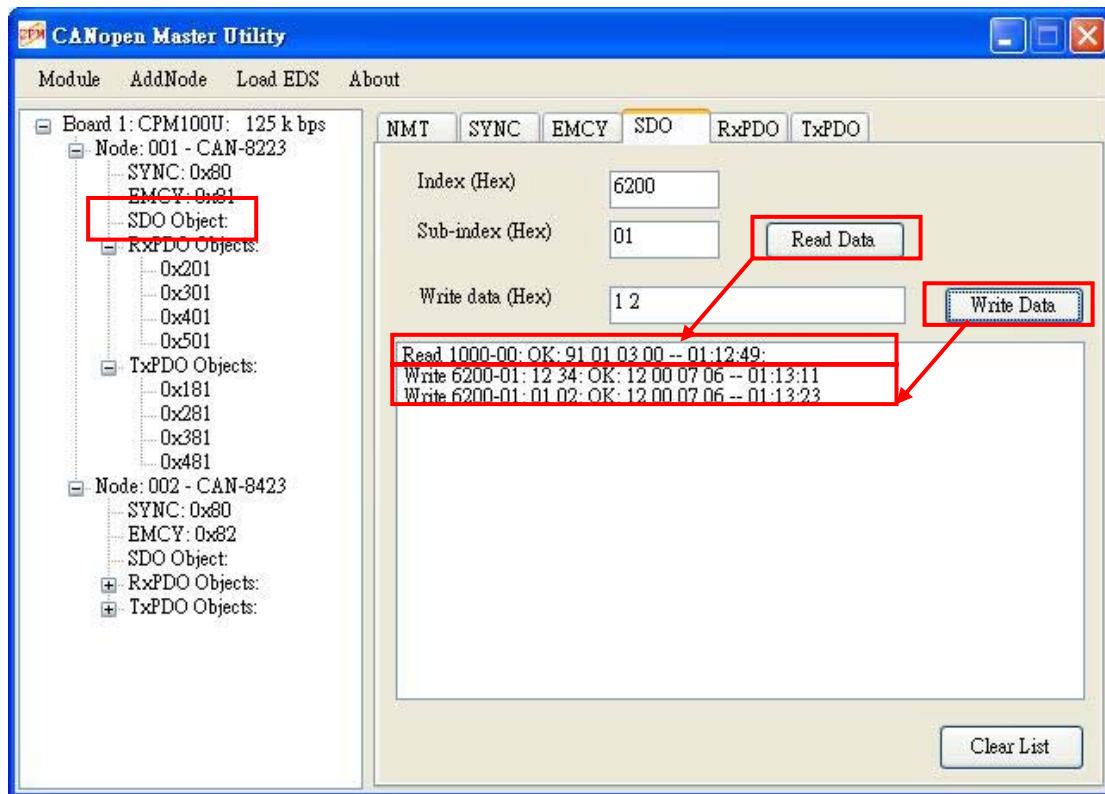 CANopen Master Utility
Module AddNode Load EDS About
Board 1: CPM100U: 125 k bps
Node: 001 - CAN-8223
SYNC: 0x80
EMCY: 0x81
SDO Object:
RxPDO Objects:
0x201
0x301
0x401
0x501
TxPDO Objects:
0x181
0x281
0x381
0x481
Node: 002 - CAN-8423
SYNC: 0x80
EMCY: 0x82
SDO Object:
RxPDO Objects:
TxPDO Objects:
NMT SYNC EMCY SDO RxPDO TxPDO
Index (Hex) 6200
Sub-index (Hex) 01 Read Data
Write data (Hex) 1 2 Write Data
Read 1000-00: OK: 91 01 03 00 -- 01:12:49:
Write 6200-01: 12 34: OK: 12 00 07 06 -- 01:13:11
Write 6200-01: 01 02: OK: 12 00 07 06 -- 01:13:23
Clear List